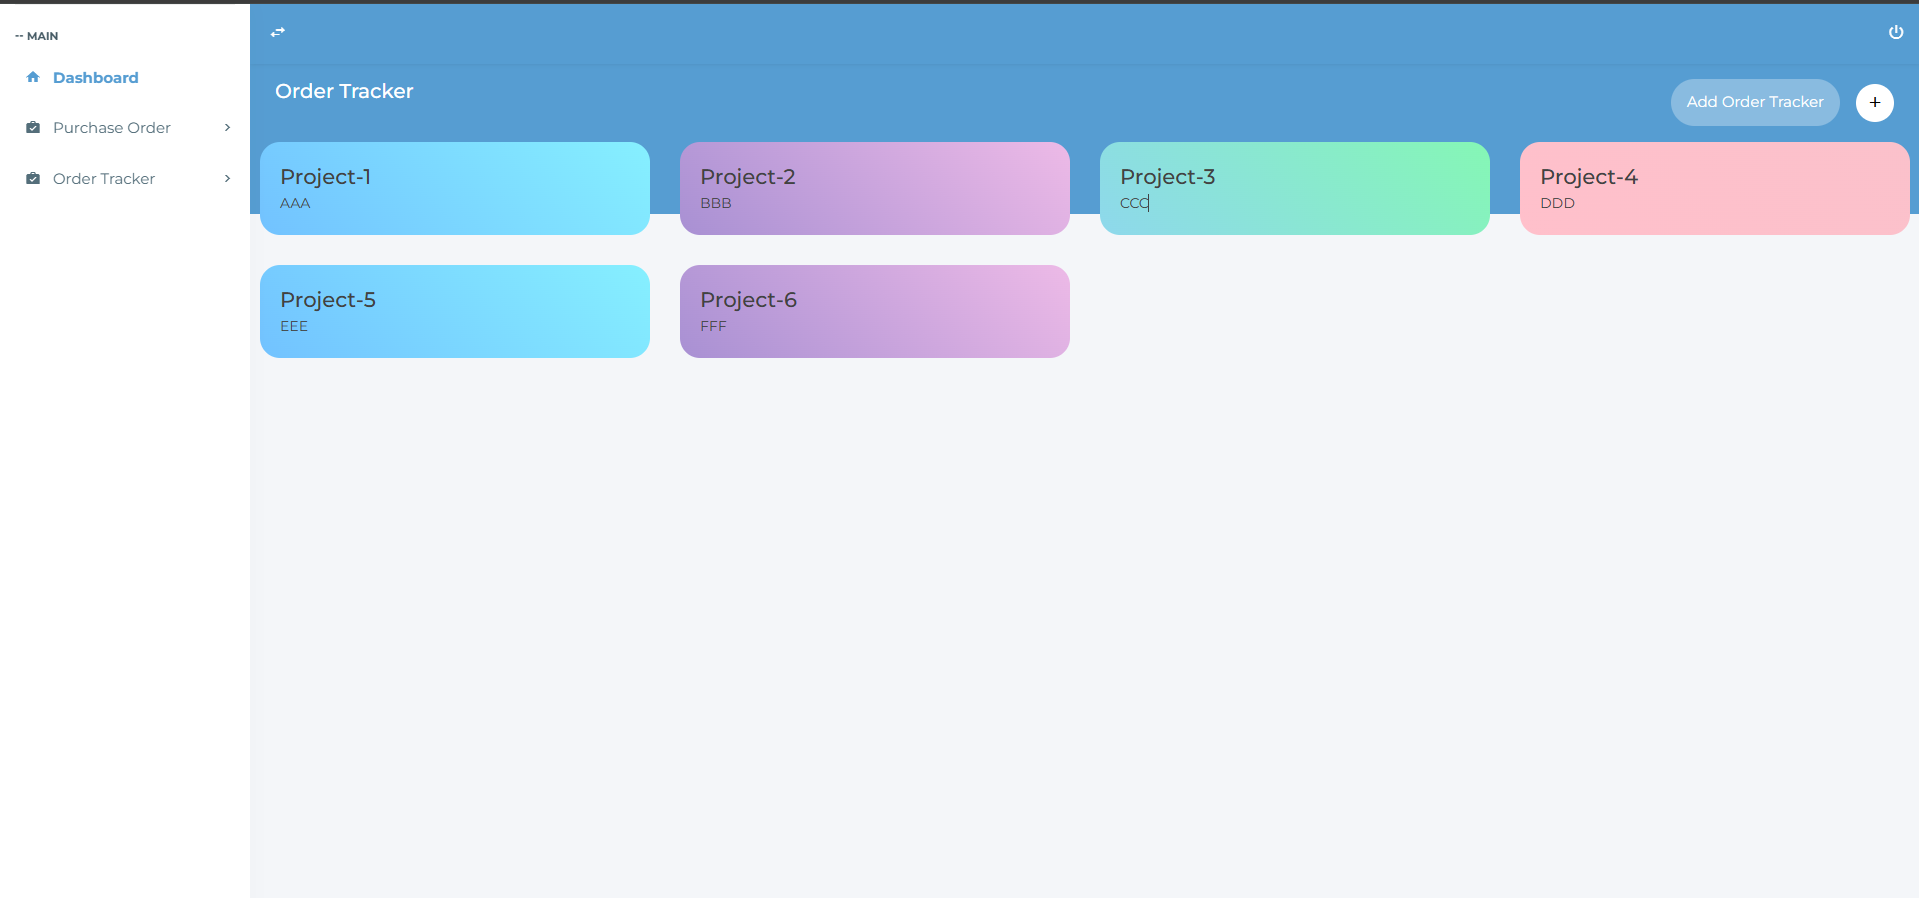 -- MAIN
Dashboard
Purchase Order
Order Tracker
Order Tracker
Add Order Tracker
+
Project-1
AAA
Project-2
BBB
Project-3
CCC
Project-4
DDD
Project-5
EEE
Project-6
FFF